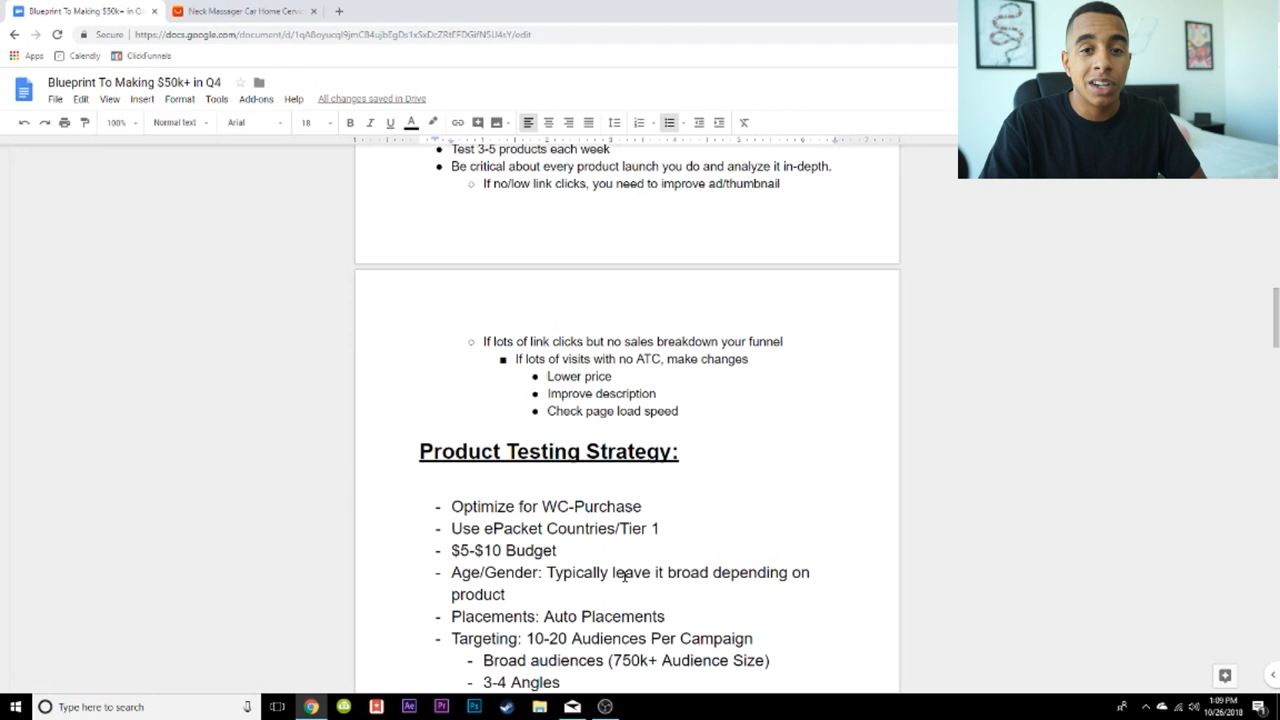 Blueprint To Making $50k+ in Q
Neck Massager Car Home Cervic
Secure
Apps
Calendly
ClickFunnels
Blueprint To Making $50k+ in Q4
File Edit View Insert Format Tools Add-ons Help All changes saved in Drive
100% Normal text Arial 18 B I U A
● Test 3-5 products each week
● Be critical about every product launch you do and analyze it in-depth.
○ If no/low link clicks, you need to improve ad/thumbnail
○ If lots of link clicks but no sales breakdown your funnel
■ If lots of visits with no ATC, make changes
● Lower price
● Improve description
● Check page load speed
Product Testing Strategy:
- Optimize for WC-Purchase
- Use ePacket Countries/Tier 1
- $5-$10 Budget
- Age/Gender: Typically leave it broad depending on
product
- Placements: Auto Placements
- Targeting: 10-20 Audiences Per Campaign
- Broad audiences (750k+ Audience Size)
- 3-4 Angles
Type here to search
Ae Pr Ps
1:09 PM
10/26/2018